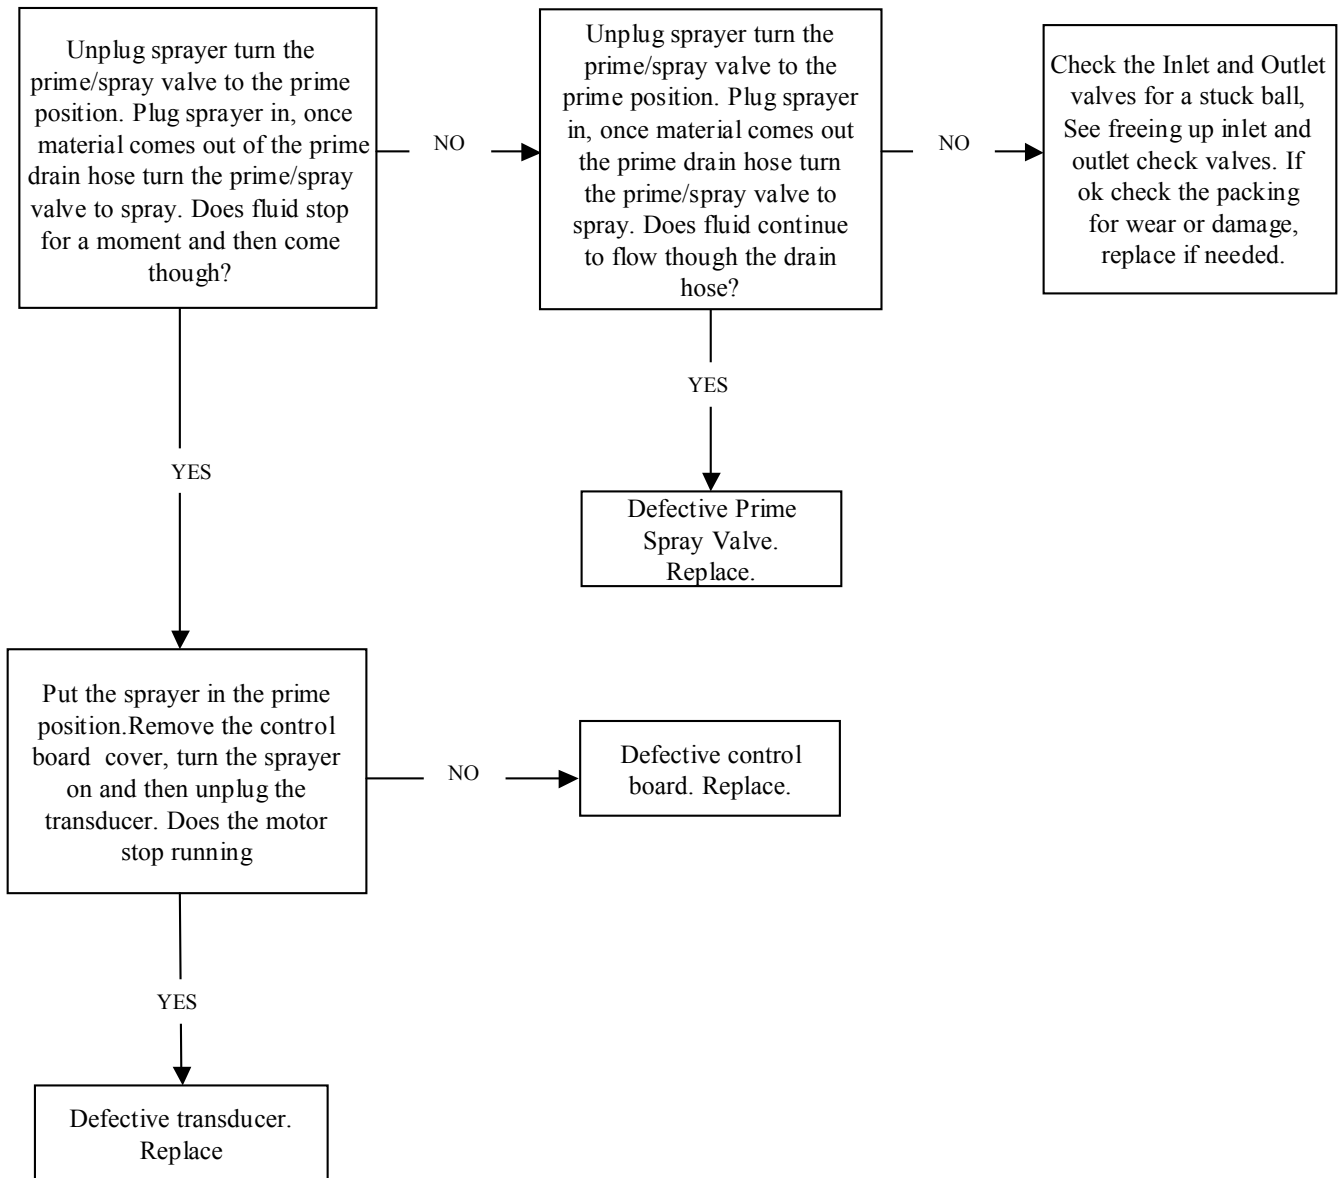 Unplug sprayer turn the
prime/spray valve to the prime
position. Plug sprayer in, once
material comes out of the prime
drain hose turn the prime/spray
valve to spray. Does fluid stop
for a moment and then come
though?
NO
Unplug sprayer turn the
prime/spray valve to the
prime position. Plug sprayer
in, once material comes out
the prime drain hose turn
the prime/spray valve to
spray. Does fluid continue
to flow though the drain
hose?
NO
Check the Inlet and Outlet
valves for a stuck ball,
See freeing up inlet and
outlet check valves. If
ok check the packing
for wear or damage,
replace if needed.
YES
Defective Prime
Spray Valve.
Replace.
YES
Put the sprayer in the prime
position.Remove the control
board cover, turn the sprayer
on and then unplug the
transducer. Does the motor
stop running
NO
Defective control
board. Replace.
YES
Defective transducer.
Replace